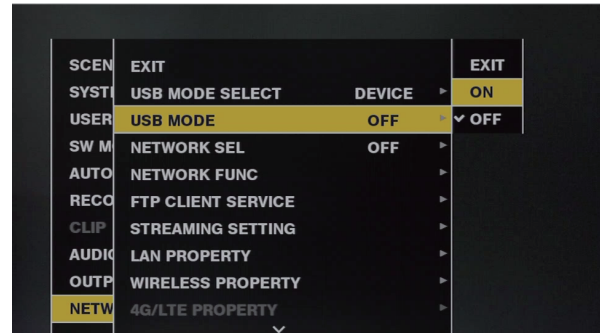 SCEN EXIT EXIT
SYST USB MODE SELECT DEVICE ON
USER USB MODE OFF OFF
SW M NETWORK SEL OFF
AUTO NETWORK FUNC
RECO FTP CLIENT SERVICE
CLIP STREAMING SETTING
AUDIO LAN PROPERTY
OUTP WIRELESS PROPERTY
NETW 4G/LTE PROPERTY